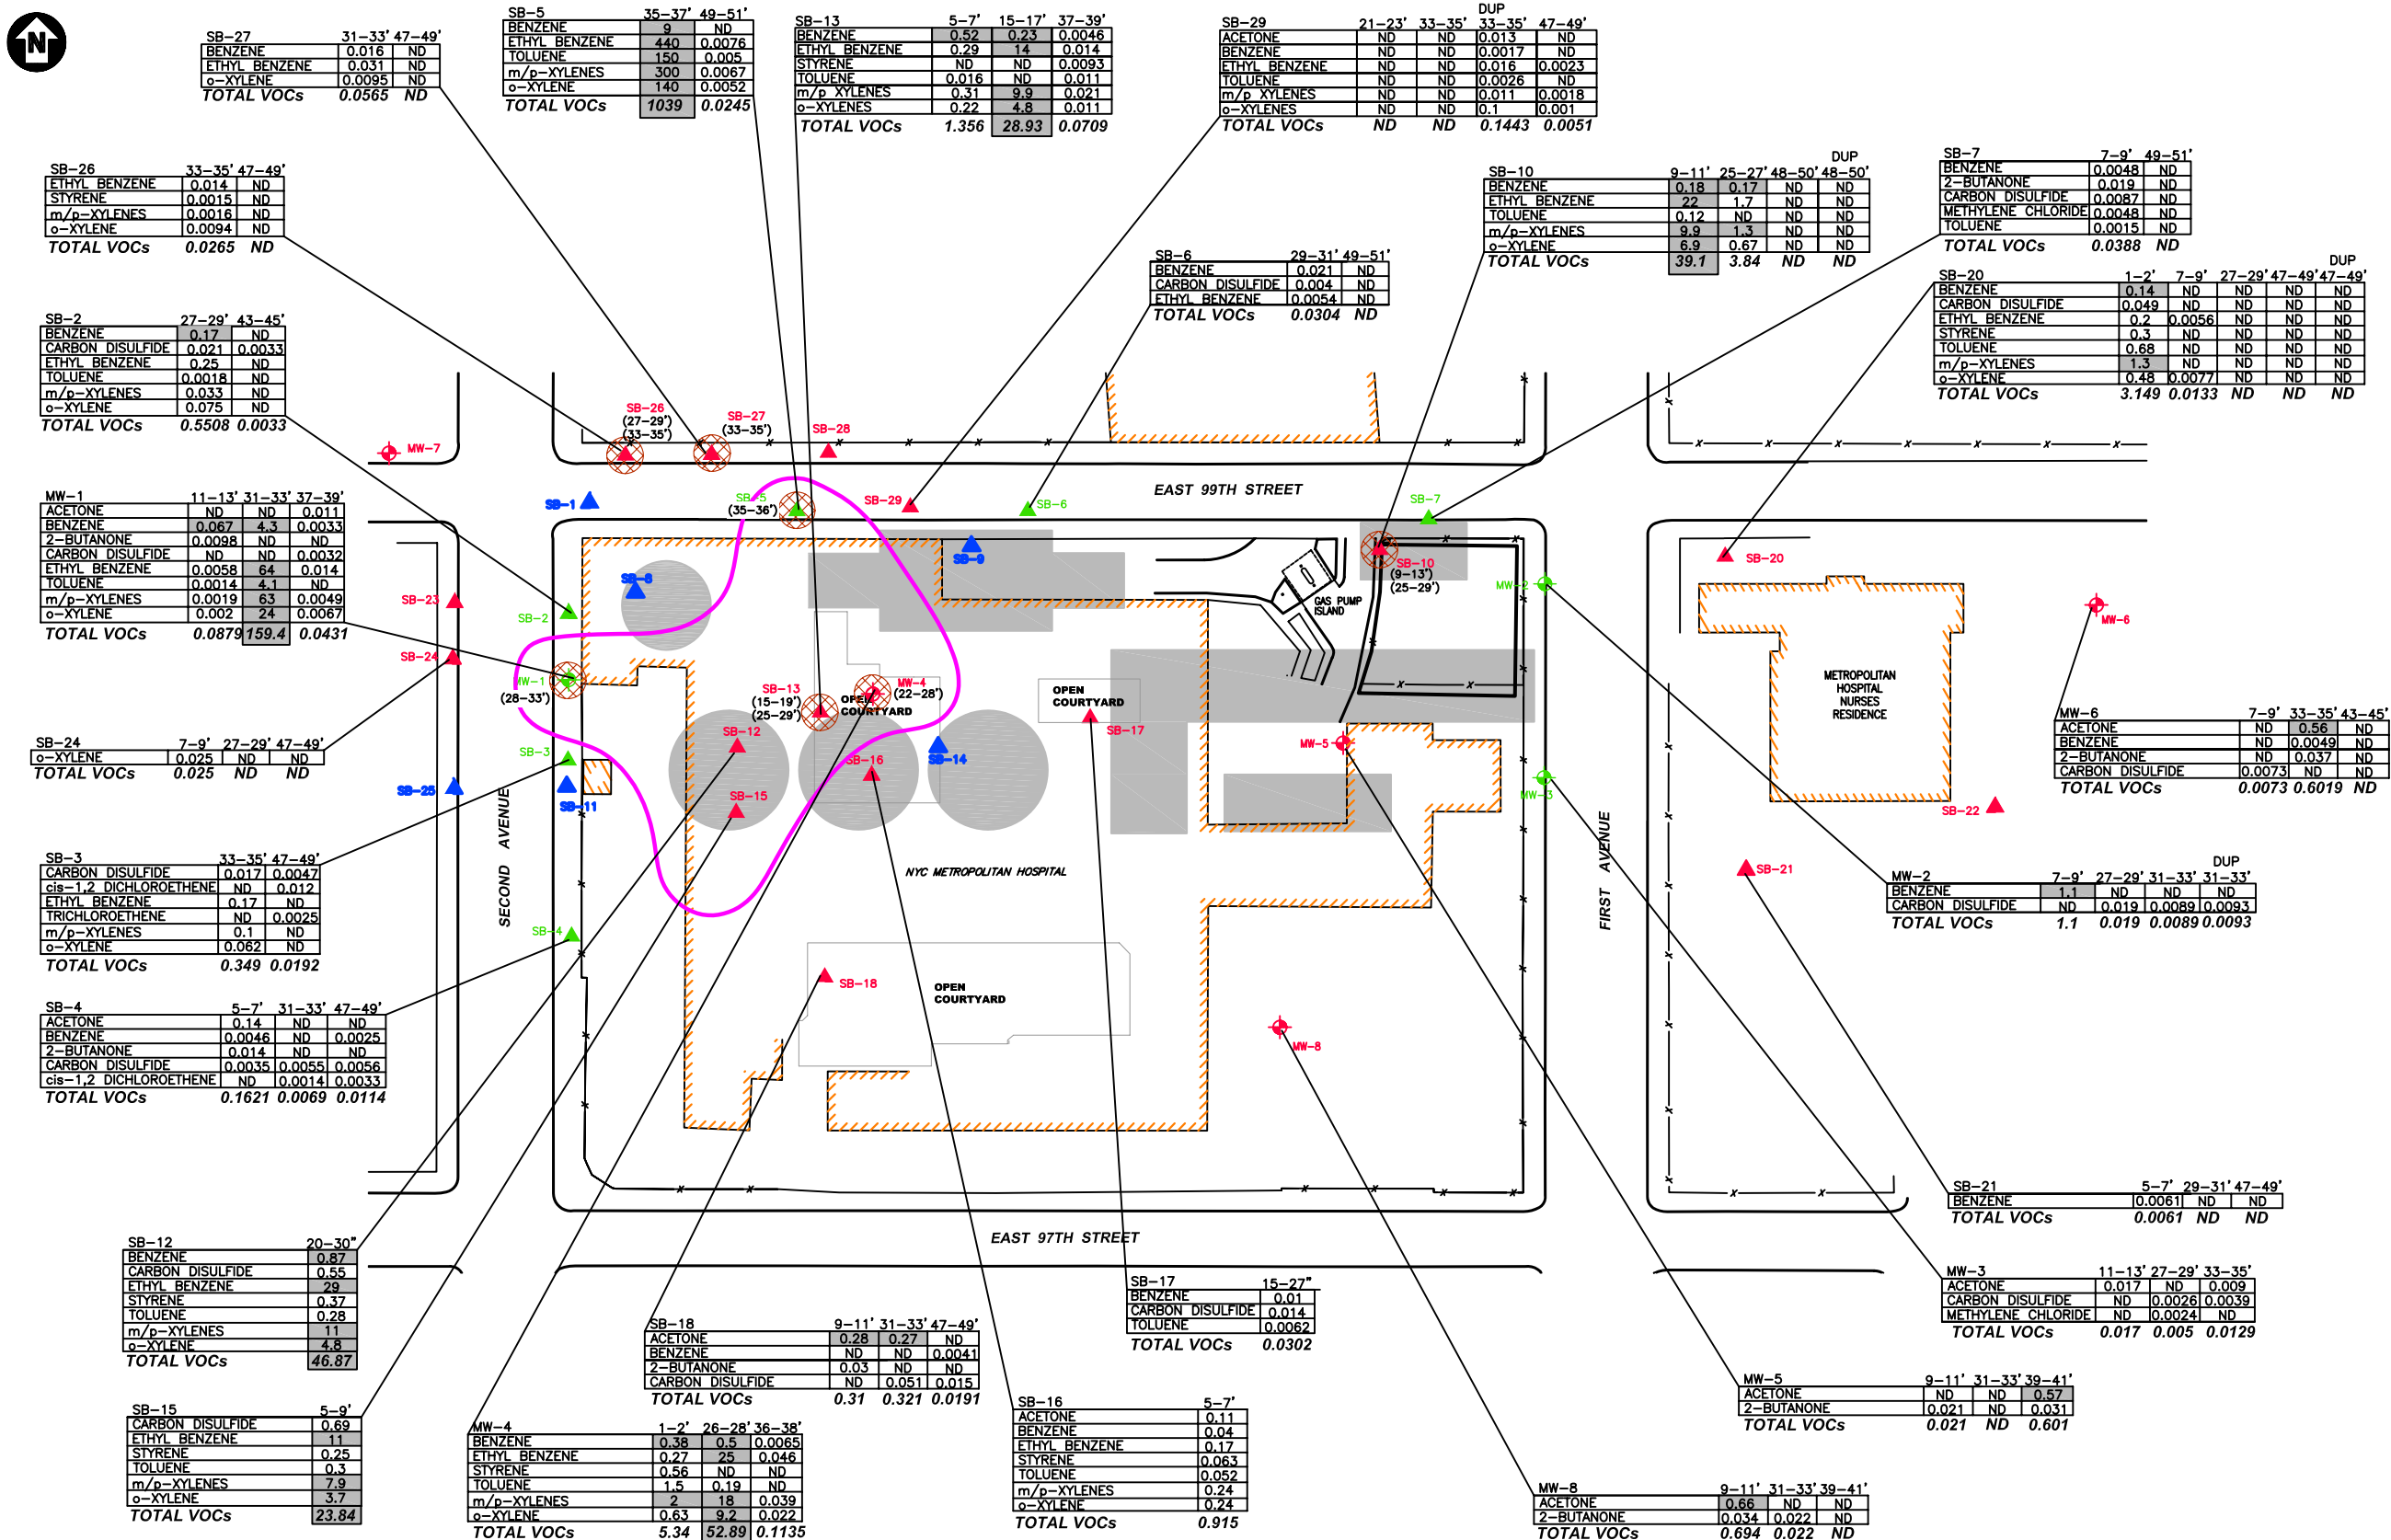 N
SB-27 31-33' 47-49'
BENZENE 0.016 ND
ETHYL BENZENE 0.031 ND
o-XYLENE 0.0095 ND
TOTAL VOCs 0.0565 ND
SB-5 35-37' 49-51'
BENZENE 9 ND
ETHYL BENZENE 440 0.0076
TOLUENE 150 0.005
m/p-XYLENES 300 0.0067
o-XYLENE 140 0.0052
TOTAL VOCs 1039 0.0245
SB-13 5-7' 15-17' 37-39'
BENZENE 0.52 0.23 0.0046
ETHYL BENZENE 0.29 14 0.014
STYRENE ND ND 0.0093
TOLUENE 0.016 ND 0.011
m/p XYLENES 0.31 9.9 0.021
o-XYLENES 0.22 4.8 0.011
TOTAL VOCs 1.356 28.93 0.0709
DUP
SB-29 21-23' 33-35' 33-35' 47-49'
ACETONE ND ND 0.013 ND
BENZENE ND ND 0.0017 ND
ETHYL BENZENE ND ND 0.016 0.0023
TOLUENE ND ND 0.0026 ND
m/p XYLENES ND ND 0.011 0.0018
o-XYLENES ND ND 0.1 0.001
TOTAL VOCs ND ND 0.1443 0.0051
SB-26 33-35' 47-49'
ETHYL BENZENE 0.014 ND
STYRENE 0.0015 ND
m/p-XYLENES 0.0016 ND
o-XYLENE 0.0094 ND
TOTAL VOCs 0.0265 ND
DUP
SB-10 9-11' 25-27' 48-50' 48-50'
BENZENE 0.18 0.17 ND ND
ETHYL BENZENE 22 1.7 ND ND
TOLUENE 0.12 ND ND ND
m/p-XYLENES 9.9 1.3 ND ND
o-XYLENE 6.9 0.67 ND ND
TOTAL VOCs 39.1 3.84 ND ND
SB-7 7-9' 49-51'
BENZENE 0.0048 ND
2-BUTANONE 0.019 ND
CARBON DISULFIDE 0.0087 ND
METHYLENE CHLORIDE 0.0048 ND
TOLUENE 0.0015 ND
TOTAL VOCs 0.0388 ND
SB-6 29-31' 49-51'
BENZENE 0.021 ND
CARBON DISULFIDE 0.004 ND
ETHYL BENZENE 0.0054 ND
TOTAL VOCs 0.0304 ND
DUP
SB-20 1-2' 7-9' 27-29' 47-49' 47-49'
BENZENE 0.14 ND ND ND ND
CARBON DISULFIDE 0.049 ND ND ND ND
ETHYL BENZENE 0.2 0.0056 ND ND ND
STYRENE 0.3 ND ND ND ND
TOLUENE 0.68 ND ND ND ND
m/p-XYLENES 1.3 ND ND ND ND
o-XYLENE 0.48 0.0077 ND ND ND
TOTAL VOCs 3.149 0.0133 ND ND ND
SB-2 27-29' 43-45'
BENZENE 0.17 ND
CARBON DISULFIDE 0.021 0.0033
ETHYL BENZENE 0.25 ND
TOLUENE 0.0018 ND
m/p-XYLENES 0.033 ND
o-XYLENE 0.075 ND
TOTAL VOCs 0.5508 0.0033
MW-7
SB-26
(27-29')
(33-35')
SB-27
(33-35')
SB-28
MW-1 11-13' 31-33' 37-39'
ACETONE ND ND 0.011
BENZENE 0.067 4.3 0.0033
2-BUTANONE 0.0098 ND ND
CARBON DISULFIDE ND ND 0.0032
ETHYL BENZENE 0.0058 64 0.014
TOLUENE 0.0014 4.1 ND
m/p-XYLENES 0.0019 63 0.0049
o-XYLENE 0.002 24 0.0067
TOTAL VOCs 0.0879 159.4 0.0431
SB-1
SB-5
(35-36')
SB-29
SB-6
EAST 99TH STREET
SB-7
SB-8
SB-9
SB-10
(9-13')
(25-29')
GAS PUMP
ISLAND
MW-2
SB-20
MW-6
SB-23
SB-2
SB-24
MW-1
(28-33')
SB-13
(15-19')
(25-29')
OPEN
COURTYARD
MW-4
(22-28')
OPEN
COURTYARD
SB-17
MW-5
METROPOLITAN
HOSPITAL
NURSES
RESIDENCE
SB-3
SB-12
SB-16
SB-14
SB-15
SB-25
SB-11
MW-3
SB-22
SB-21
SECOND AVENUE
FIRST AVENUE
NYC METROPOLITAN HOSPITAL
SB-4
SB-18
OPEN
COURTYARD
MW-8
SB-24 7-9' 27-29' 47-49'
o-XYLENE 0.025 ND ND
TOTAL VOCs 0.025 ND ND
MW-6 7-9' 33-35' 43-45'
ACETONE ND 0.56 ND
BENZENE ND 0.0049 ND
2-BUTANONE ND 0.037 ND
CARBON DISULFIDE 0.0073 ND ND
TOTAL VOCs 0.0073 0.6019 ND
SB-3 33-35' 47-49'
CARBON DISULFIDE 0.017 0.0047
cis-1,2 DICHLOROETHENE ND 0.012
ETHYL BENZENE 0.17 ND
TRICHLOROETHENE ND 0.0025
m/p-XYLENES 0.1 ND
o-XYLENE 0.062 ND
TOTAL VOCs 0.349 0.0192
DUP
MW-2 7-9' 27-29' 31-33' 31-33'
BENZENE 1.1 ND ND ND
CARBON DISULFIDE ND 0.019 0.0089 0.0093
TOTAL VOCs 1.1 0.019 0.0089 0.0093
SB-4 5-7' 31-33' 47-49'
ACETONE 0.14 ND ND
BENZENE 0.0046 ND 0.0025
2-BUTANONE 0.014 ND ND
CARBON DISULFIDE 0.0035 0.0055 0.0056
cis-1,2 DICHLOROETHENE ND 0.0014 0.0033
TOTAL VOCs 0.1621 0.0069 0.0114
SB-21 5-7' 29-31' 47-49'
BENZENE 0.0061 ND ND
TOTAL VOCs 0.0061 ND ND
EAST 97TH STREET
SB-12 20-30"
BENZENE 0.87
CARBON DISULFIDE 0.55
ETHYL BENZENE 29
STYRENE 0.37
TOLUENE 0.28
m/p-XYLENES 11
o-XYLENE 4.8
TOTAL VOCs 46.87
SB-17 15-27"
BENZENE 0.01
CARBON DISULFIDE 0.014
TOLUENE 0.0062
TOTAL VOCs 0.0302
MW-3 11-13' 27-29' 33-35'
ACETONE 0.017 ND 0.009
CARBON DISULFIDE ND 0.0026 0.0039
METHYLENE CHLORIDE ND 0.0024 ND
TOTAL VOCs 0.017 0.005 0.0129
SB-18 9-11' 31-33' 47-49'
ACETONE 0.28 0.27 ND
BENZENE ND ND 0.0041
2-BUTANONE 0.03 ND ND
CARBON DISULFIDE ND 0.051 0.015
TOTAL VOCs 0.31 0.321 0.0191
MW-5 9-11' 31-33' 39-41'
ACETONE ND ND 0.57
2-BUTANONE 0.021 ND 0.031
TOTAL VOCs 0.021 ND 0.601
SB-15 5-9'
CARBON DISULFIDE 0.69
ETHYL BENZENE 11
STYRENE 0.25
TOLUENE 0.3
m/p-XYLENES 7.9
o-XYLENE 3.7
TOTAL VOCs 23.84
MW-4 1-2' 26-28' 36-38'
BENZENE 0.38 0.5 0.0065
ETHYL BENZENE 0.27 25 0.046
STYRENE 0.56 ND ND
TOLUENE 1.5 0.19 ND
m/p-XYLENES 2 18 0.039
o-XYLENE 0.63 9.2 0.022
TOTAL VOCs 5.34 52.89 0.1135
SB-16 5-7'
ACETONE 0.11
BENZENE 0.04
ETHYL BENZENE 0.17
STYRENE 0.063
TOLUENE 0.052
m/p-XYLENES 0.24
o-XYLENE 0.24
TOTAL VOCs 0.915
MW-8 9-11' 31-33' 39-41'
ACETONE 0.66 ND ND
2-BUTANONE 0.034 0.022 ND
TOTAL VOCs 0.694 0.022 ND